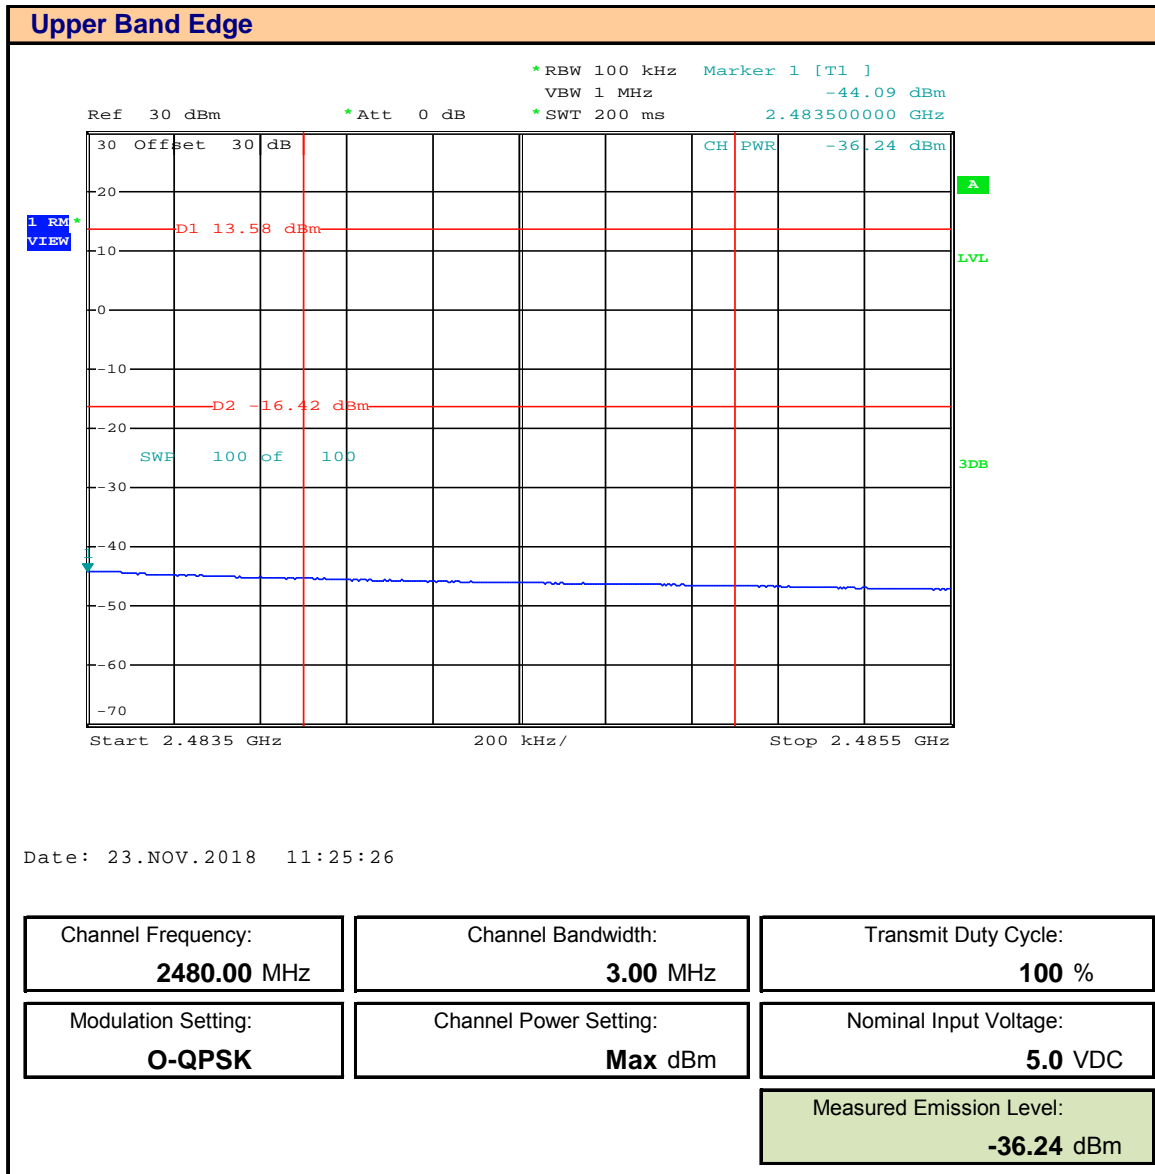 Upper Band Edge
*RBW 100 kHz Marker 1 [T1 ]
VBW 1 MHz -44.09 dBm
Ref 30 dBm *Att 0 dB *SWT 200 ms 2.483500000 GHz
30 Offset 30 dB CH PWR -36.24 dBm
A
20
1 RM *
VIEW
D1 13.58 dBm
10
LVL
0
-10
D2 -16.42 dBm
-20
SWP 100 of 100
3DB
-30
-40
1
-50
-60
-70
Start 2.4835 GHz 200 kHz/ Stop 2.4855 GHz
Date: 23.NOV.2018 11:25:26
Channel Frequency: Channel Bandwidth: Transmit Duty Cycle:
2480.00 MHz 3.00 MHz 100 %
Modulation Setting: Channel Power Setting: Nominal Input Voltage:
O-QPSK Max dBm 5.0 VDC
Measured Emission Level:
-36.24 dBm